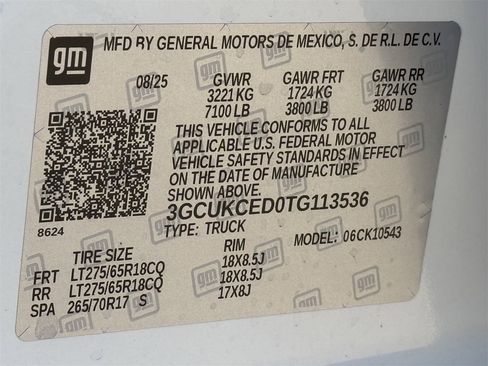 gm MFD BY GENERAL MOTORS DE MEXICO, S. DE R.L. DE C.V.
08/25 GVWR GAWR FRT GAWR RR
3221 KG 1724 KG 1724 KG
7100 LB 3800 LB 3800 LB
THIS VEHICLE CONFORMS TO ALL
APPLICABLE U.S. FEDERAL MOTOR
VEHICLE SAFETY STANDARDS IN EFFECT
ON THE DATE OF MANUFACTURE
SHOWN ABOVE.
3GCUKCED0TG113536
8624 TYPE: TRUCK MODEL: 06CK10543
TIRE SIZE RIM
FRT LT275/65R18CQ 18X8.5J
RR LT275/65R18CQ 18X8.5J
SPA 265/70R17 S 17X8J